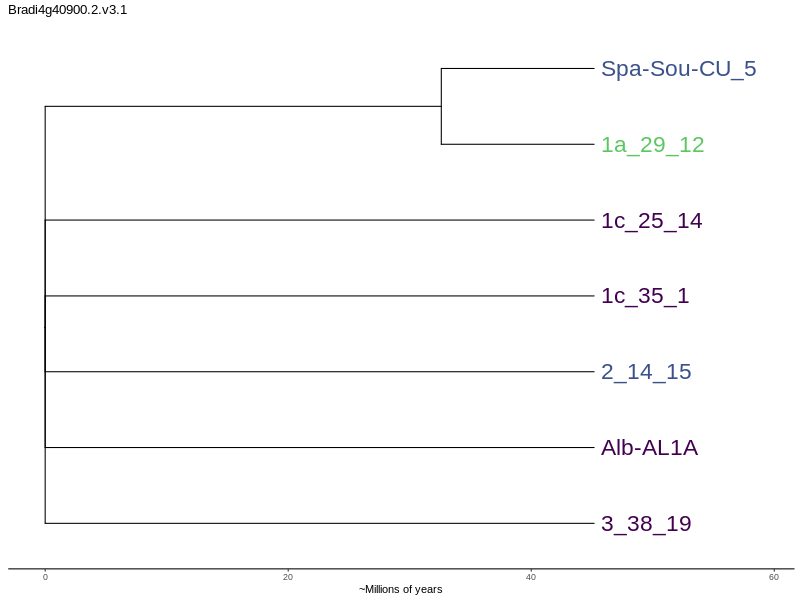 Bradi4g40900.2.v3.1
Spa-Sou-CU_5
1a_29_12
1c_25_14
1c_35_1
2_14_15
Alb-AL1A
3_38_19
0 20 40 60
~Millions of years